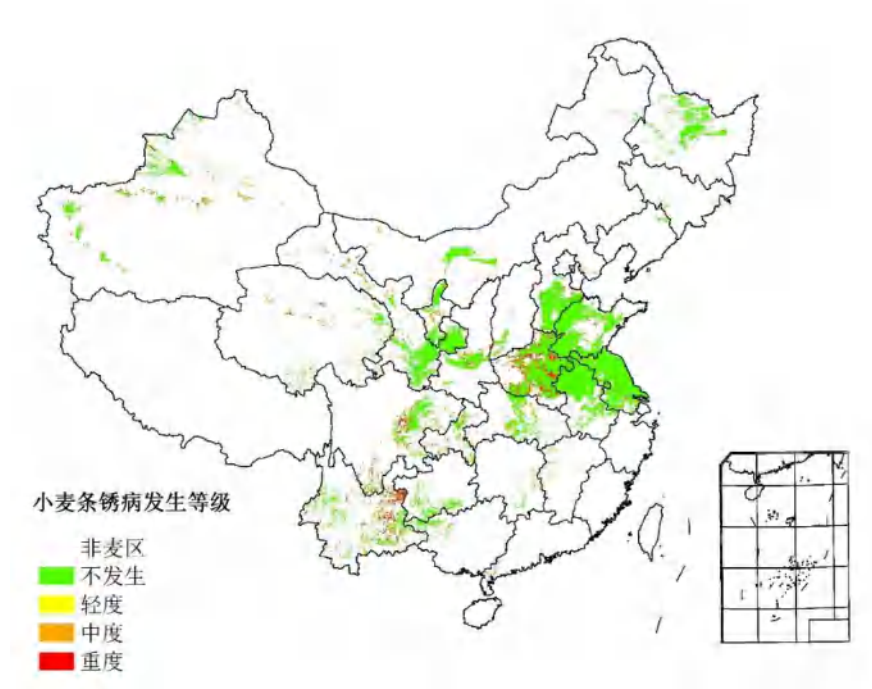 小麦条锈病发生等级
非麦区
不发生
轻度
中度
重度